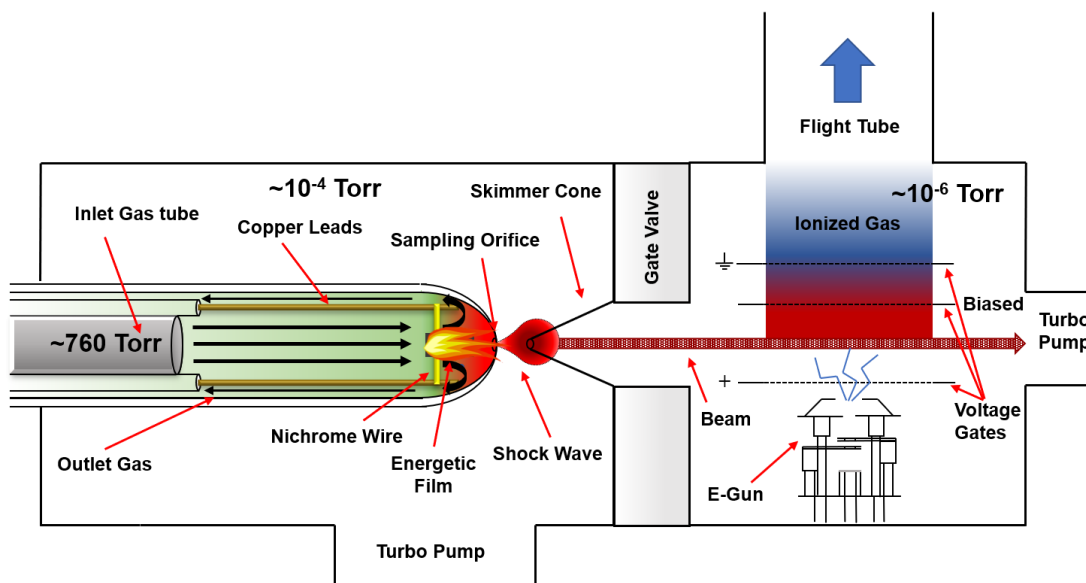 Flight Tube
~10⁻⁴ Torr
Skimmer Cone
~10⁻⁶ Torr
Inlet Gas tube
Copper Leads
Sampling Orifice
Gate Valve
Ionized Gas
Biased
~760 Torr
Turbo
Pump
+
Beam
Voltage
Gates
Nichrome Wire
Shock Wave
Outlet Gas
Energetic
Film
E-Gun
Turbo Pump